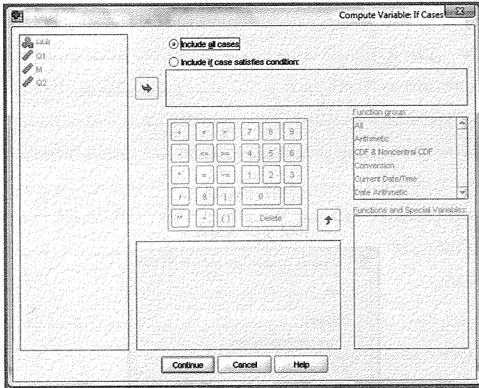 Compute Variable: If Cases
Q1
M
Q2
Include all cases
Include if case satisfies condition:
Function group:
All
Arithmetic
CDF & Noncentral CDF
Conversion
Current Date/Time
Date Arithmetic
+ < > 7 8 9
- <= >= 4 5 6
* = ~= 1 2 3
/ & | 0 .
** ~ ( ) Delete
Functions and Special Variables:
Continue Cancel Help